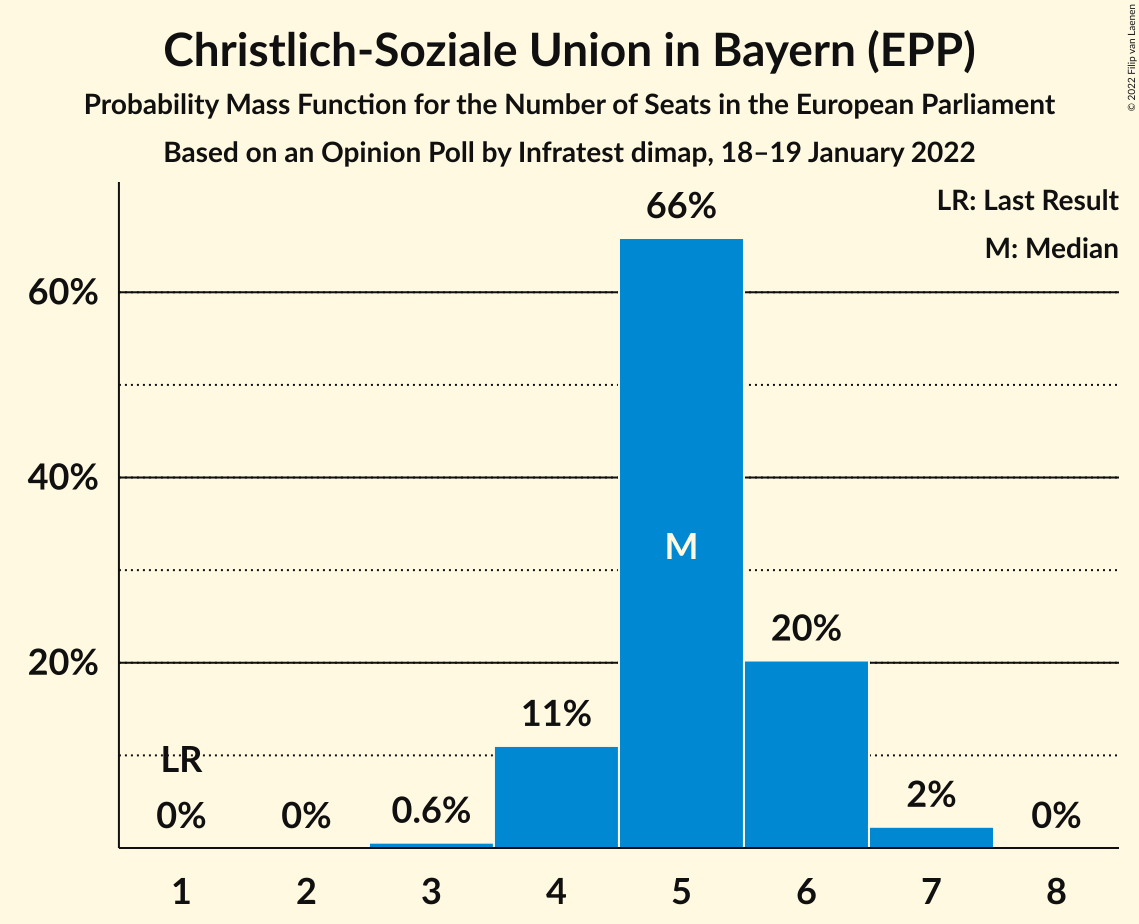 Christlich-Soziale Union in Bayern (EPP)
Probability Mass Function for the Number of Seats in the European Parliament
Based on an Opinion Poll by Infratest dimap, 18–19 January 2022
© 2022 Filip van Laenen
LR: Last Result
M: Median
66%
60%
40%
M
20%
20%
11%
LR
0%
0%
0.6%
2%
0%
1 2 3 4 5 6 7 8